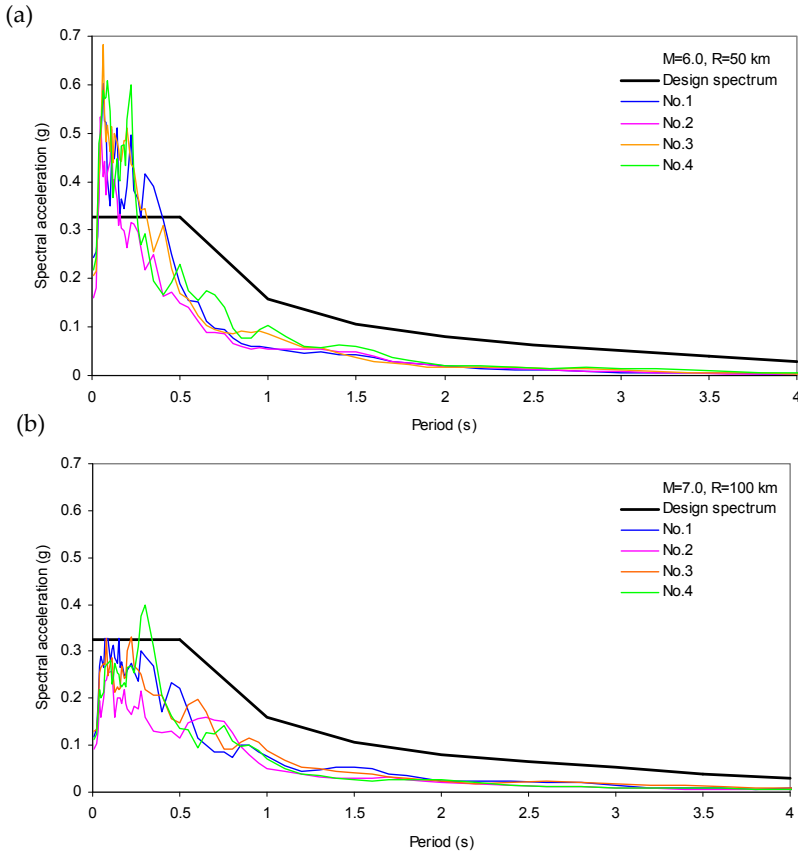 (a)
0.7
0.6
0.5
0.4
0.3
0.2
0.1
0
Spectral acceleration (g)
M=6.0, R=50 km
Design spectrum
No.1
No.2
No.3
No.4
0 0.5 1 1.5 2 2.5 3 3.5 4
Period (s)
(b)
0.7
0.6
0.5
0.4
0.3
0.2
0.1
0
Spectral acceleration (g)
M=7.0, R=100 km
Design spectrum
No.1
No.2
No.3
No.4
0 0.5 1 1.5 2 2.5 3 3.5 4
Period (s)